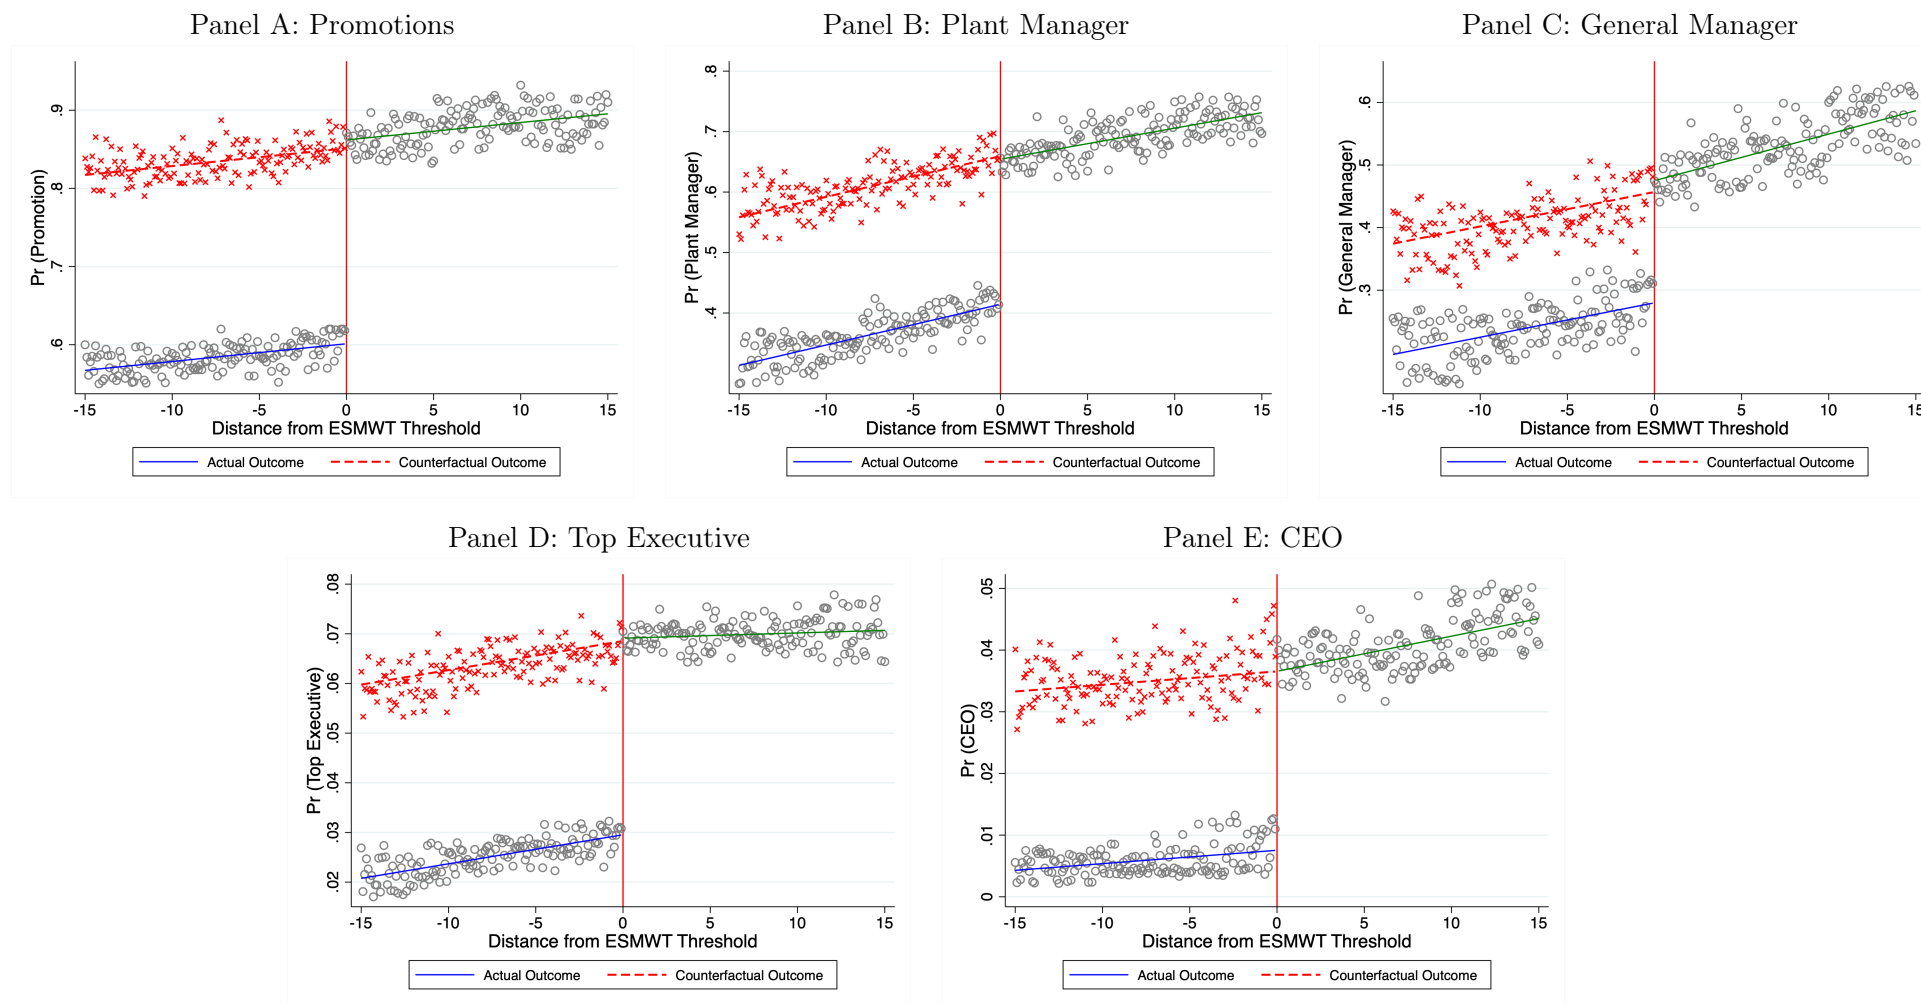 Panel A: Promotions
Pr (Promotion)
.9
.8
.7
.6
-15 -10 -5 0 5 10 15
Distance from ESMWT Threshold
Actual Outcome Counterfactual Outcome
Panel B: Plant Manager
Pr (Plant Manager)
.8
.7
.6
.5
.4
-15 -10 -5 0 5 10 15
Distance from ESMWT Threshold
Actual Outcome Counterfactual Outcome
Panel C: General Manager
Pr (General Manager)
.6
.5
.4
.3
-15 -10 -5 0 5 10 15
Distance from ESMWT Threshold
Actual Outcome Counterfactual Outcome
Panel D: Top Executive
Pr (Top Executive)
.08
.07
.06
.05
.04
.03
.02
-15 -10 -5 0 5 10 15
Distance from ESMWT Threshold
Actual Outcome Counterfactual Outcome
Panel E: CEO
Pr (CEO)
.05
.04
.03
.02
.01
0
-15 -10 -5 0 5 10 15
Distance from ESMWT Threshold
Actual Outcome Counterfactual Outcome